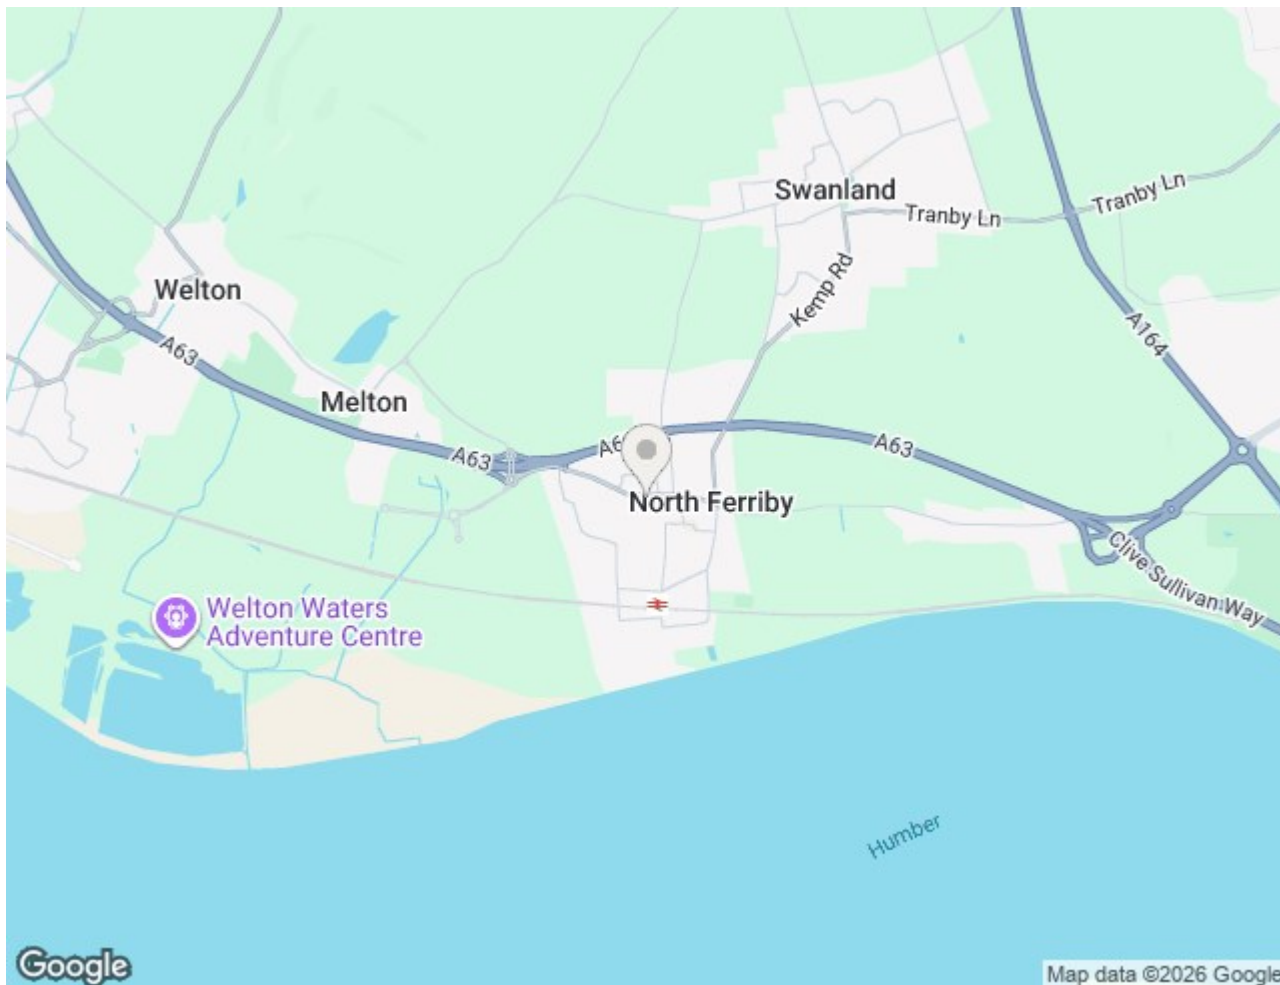 Swanland
Tranby Ln
Tranby Ln
Welton
Kemp Rd
A164
A63
Melton
A63
A6
A63
North Ferriby
Clive Sullivan Way
Welton Waters
Adventure Centre
Humber
Google
Map data ©2026 Google